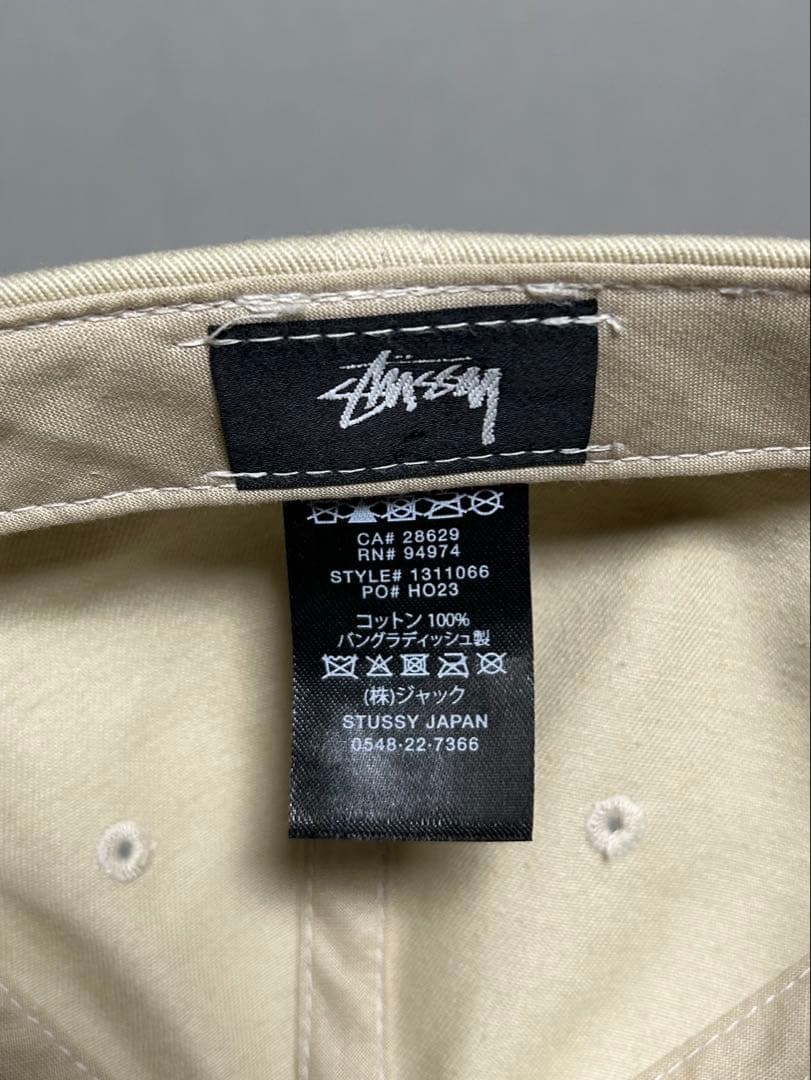 Stüssy
CA# 28629
RN# 94974
STYLE# 1311066
PO# HO23
コットン 100%
バングラディッシュ製
(株)ジャック
STUSSY JAPAN
0548・22・7366